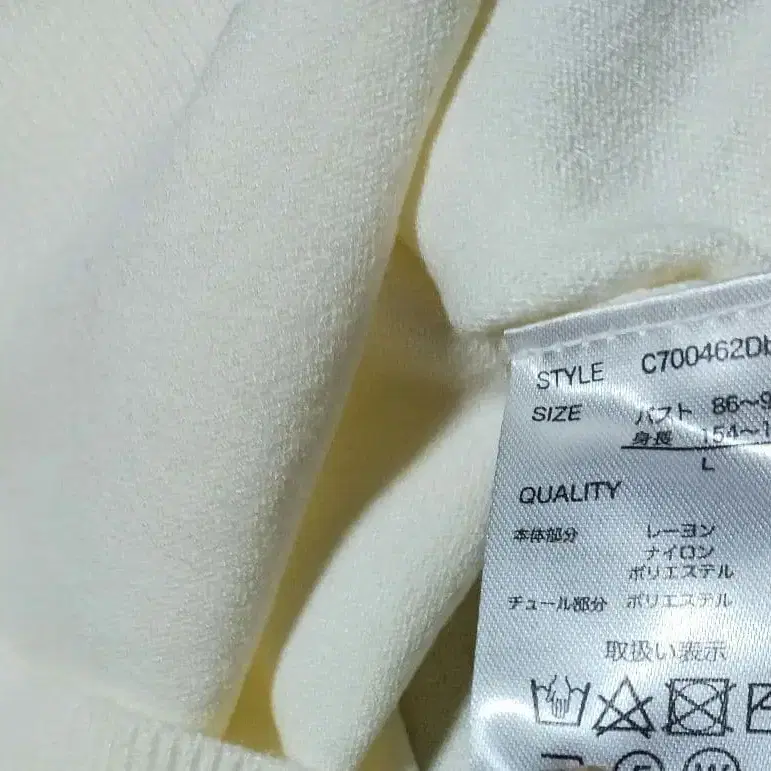 STYLE C700462D
SIZE バスト 86〜9
身長 154〜1
L
QUALITY
本体部分 レーヨン
ナイロン
ポリエステル
チュール部分 ポリエステル
取扱い表示
W